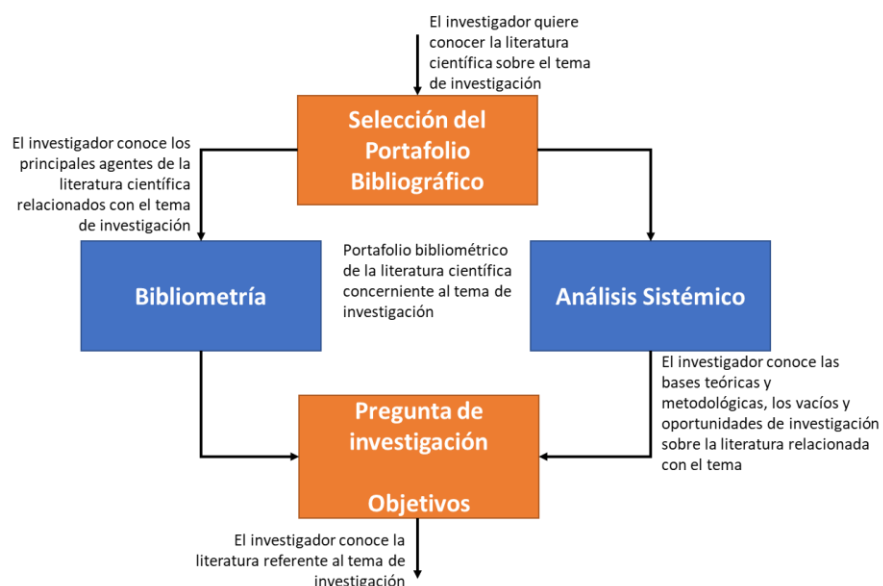 El investigador quiere
conocer la literatura
científica sobre el tema
de investigación
Selección del
Portafolio
Bibliográfico
El investigador conoce los
principales agentes de la
literatura científica
relacionados con el tema
de investigación
Bibliometría
Portafolio bibliométrico
de la literatura científica
concerniente al tema de
investigación
Análisis Sistémico
El investigador conoce las
bases teóricas y
metodológicas, los vacíos y
oportunidades de investigación
sobre la literatura relacionada
con el tema
Pregunta de
investigación
Objetivos
El investigador conoce la
literatura referente al tema de
investigación